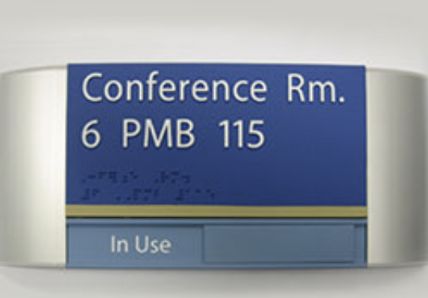 Conference Rm.
6 PMB 115
In Use